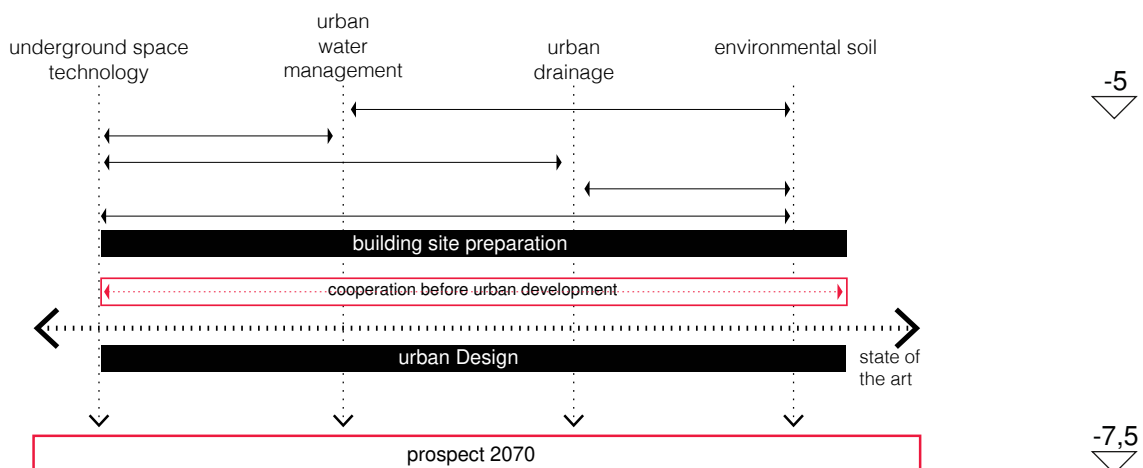 underground space
technology
urban
water
management
urban
drainage
environmental soil
-5
building site preparation
cooperation before urban development
urban Design
state of
the art
prospect 2070
-7,5